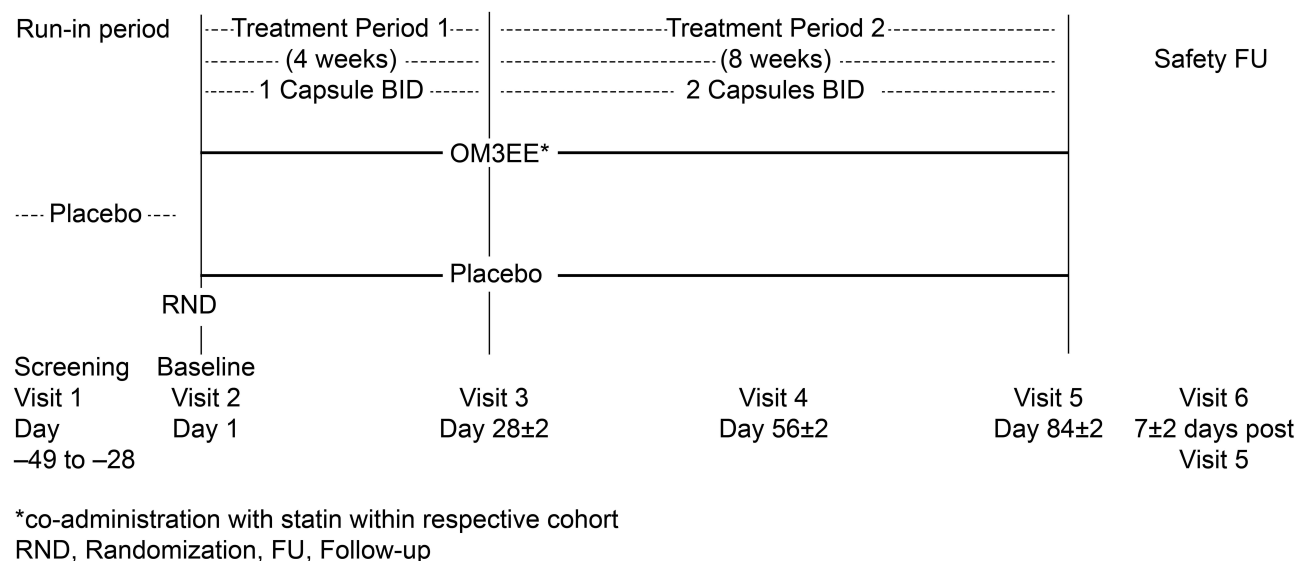 Run-in period
Treatment Period 1
Treatment Period 2
(4 weeks)
(8 weeks)
Safety FU
1 Capsule BID
2 Capsules BID
OM3EE*
Placebo
Placebo
RND
Screening
Baseline
Visit 1
Visit 2
Visit 3
Visit 4
Visit 5
Visit 6
Day
Day 1
Day 28±2
Day 56±2
Day 84±2
7±2 days post
–49 to –28
Visit 5
*co-administration with statin within respective cohort
RND, Randomization, FU, Follow-up